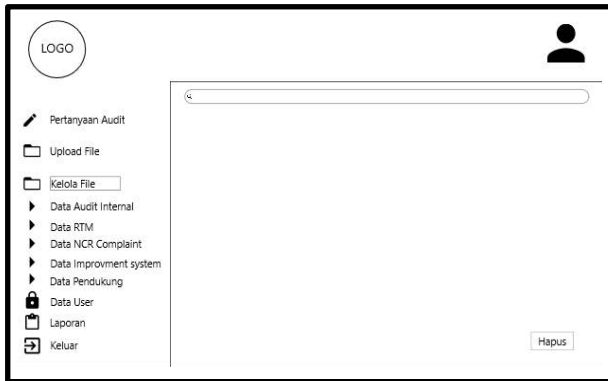 LOGO
Pertanyaan Audit
Upload File
Kelola File
Data Audit Internal
Data RTM
Data NCR Complaint
Data Improvment system
Data Pendukung
Data User
Laporan
Keluar
Hapus